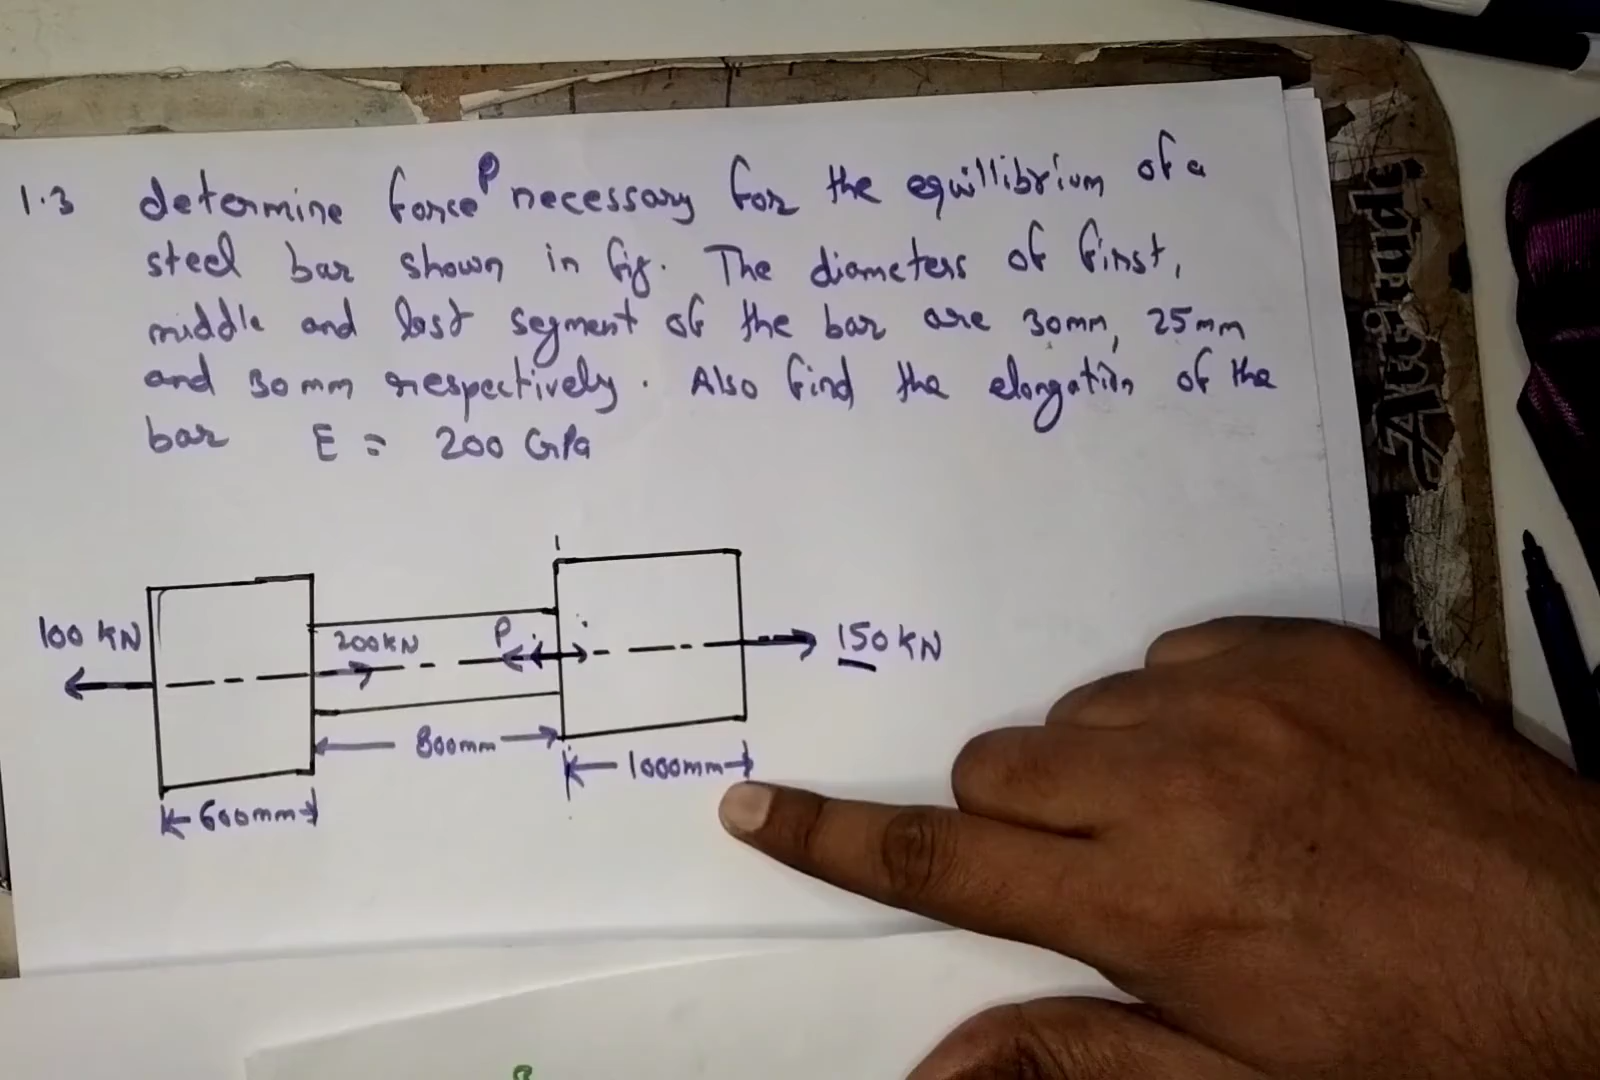 1.3 determine force P necessary for the equillibrium of a
steel bar shown in fig. The diameters of first,
middle and last segment of the bar are 30mm, 25mm
and 30mm respectively. Also find the elongation of the
bar E = 200 GPa
100 KN 200KN P 150 KN
800mm
1000mm
600mm
Attitude